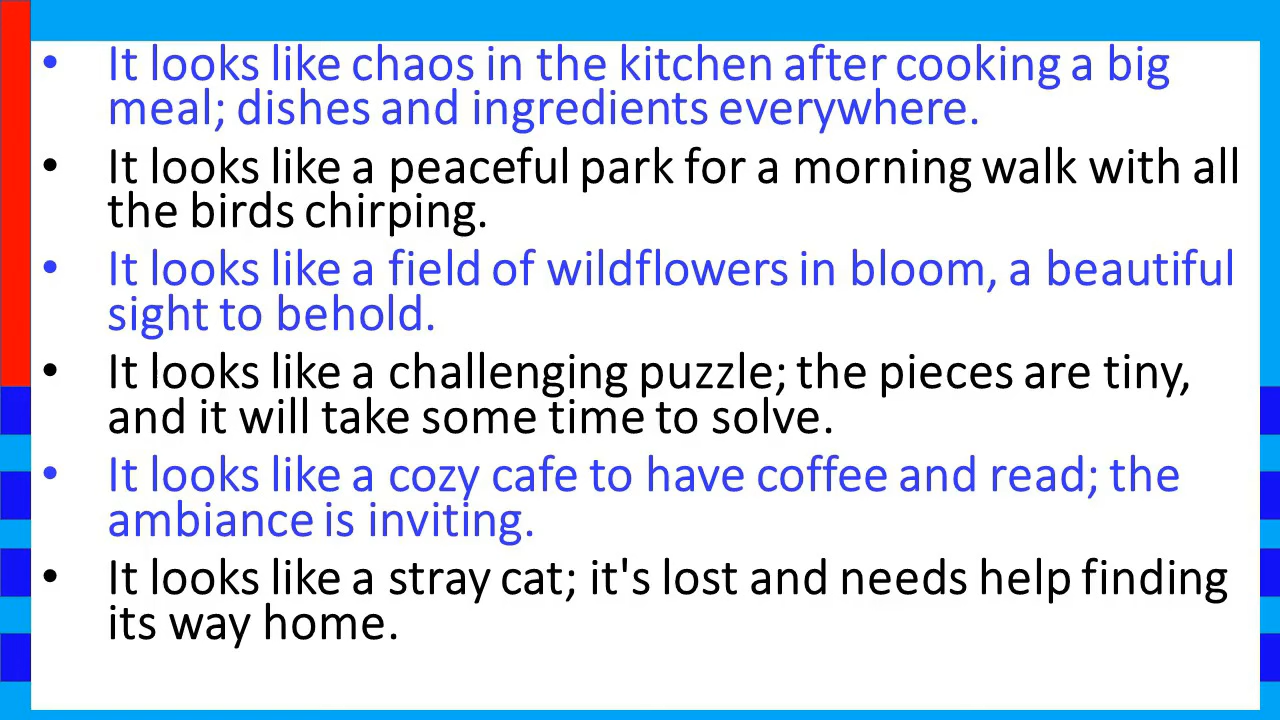 • It looks like chaos in the kitchen after cooking a big
meal; dishes and ingredients everywhere.
• It looks like a peaceful park for a morning walk with all
the birds chirping.
• It looks like a field of wildflowers in bloom, a beautiful
sight to behold.
• It looks like a challenging puzzle; the pieces are tiny,
and it will take some time to solve.
• It looks like a cozy cafe to have coffee and read; the
ambiance is inviting.
• It looks like a stray cat; it's lost and needs help finding
its way home.